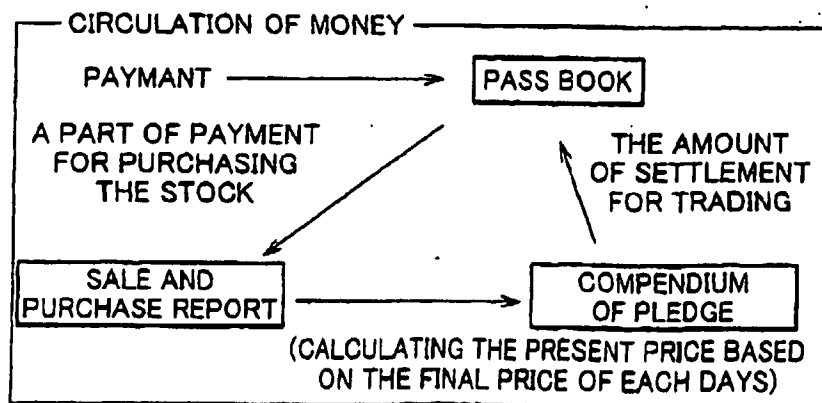 CIRCULATION OF MONEY
PAYMANT
PASS BOOK
A PART OF PAYMENT
FOR PURCHASING
THE STOCK
THE AMOUNT
OF SETTLEMENT
FOR TRADING
SALE AND
PURCHASE REPORT
COMPENDIUM
OF PLEDGE
(CALCULATING THE PRESENT PRICE BASED
ON THE FINAL PRICE OF EACH DAYS)